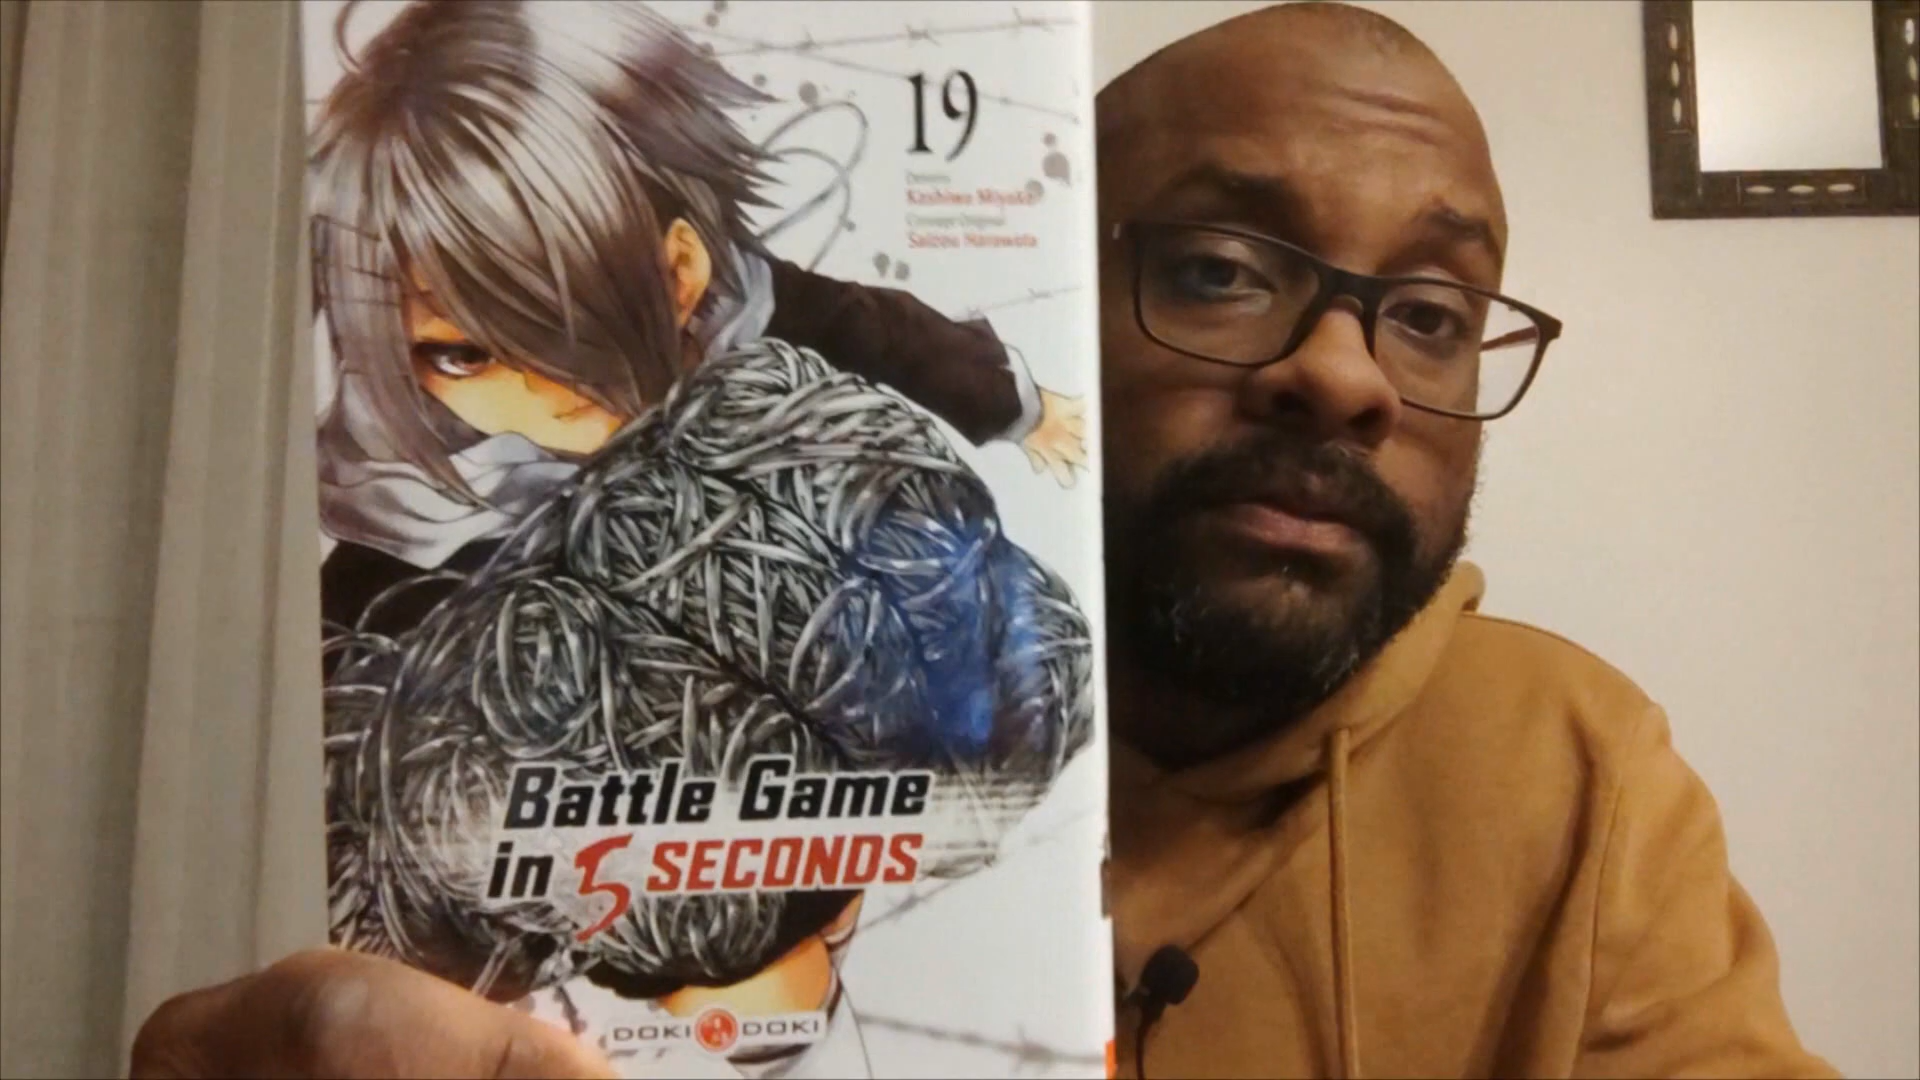 19
Dessin
Kashiwa Miyako
Concept Original
Saizou Harawata
Battle Game
in 5 SECONDS
DOKI DOKI